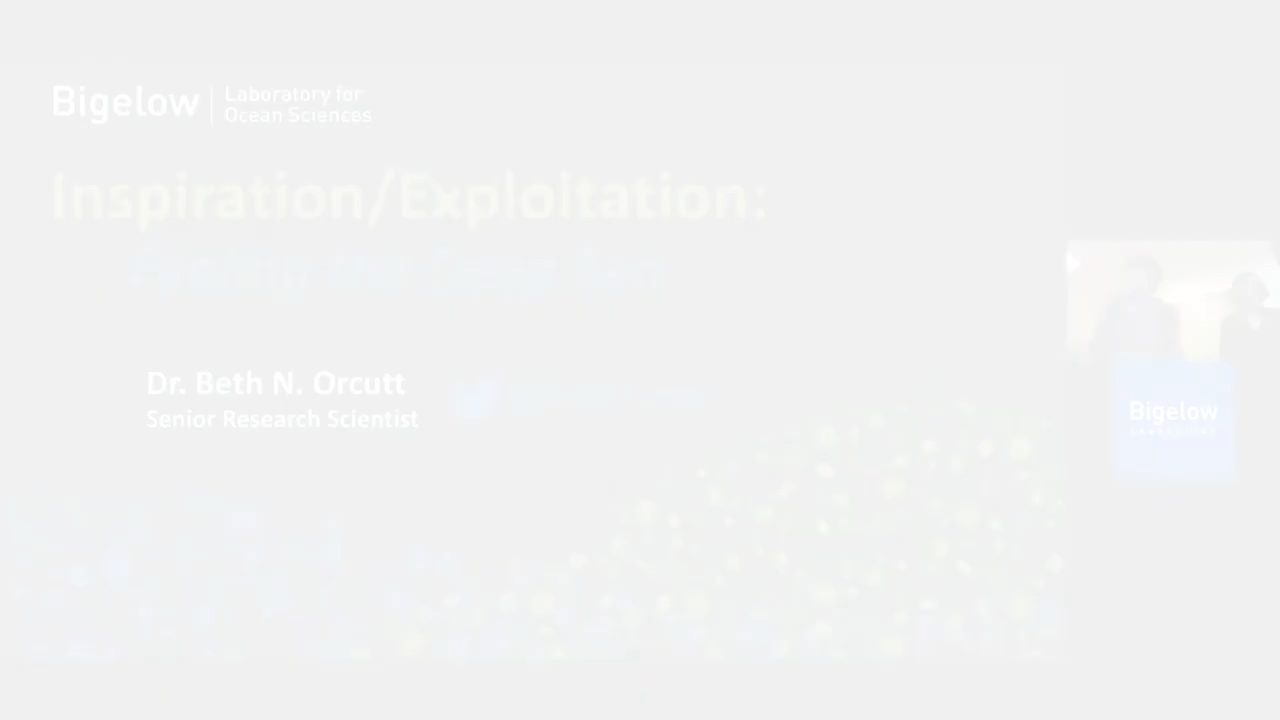 Bigelow
Laboratory for
Ocean Sciences
Inspiration/Exploitation:
Dr. Beth N. Orcutt
Senior Research Scientist
Bigelow